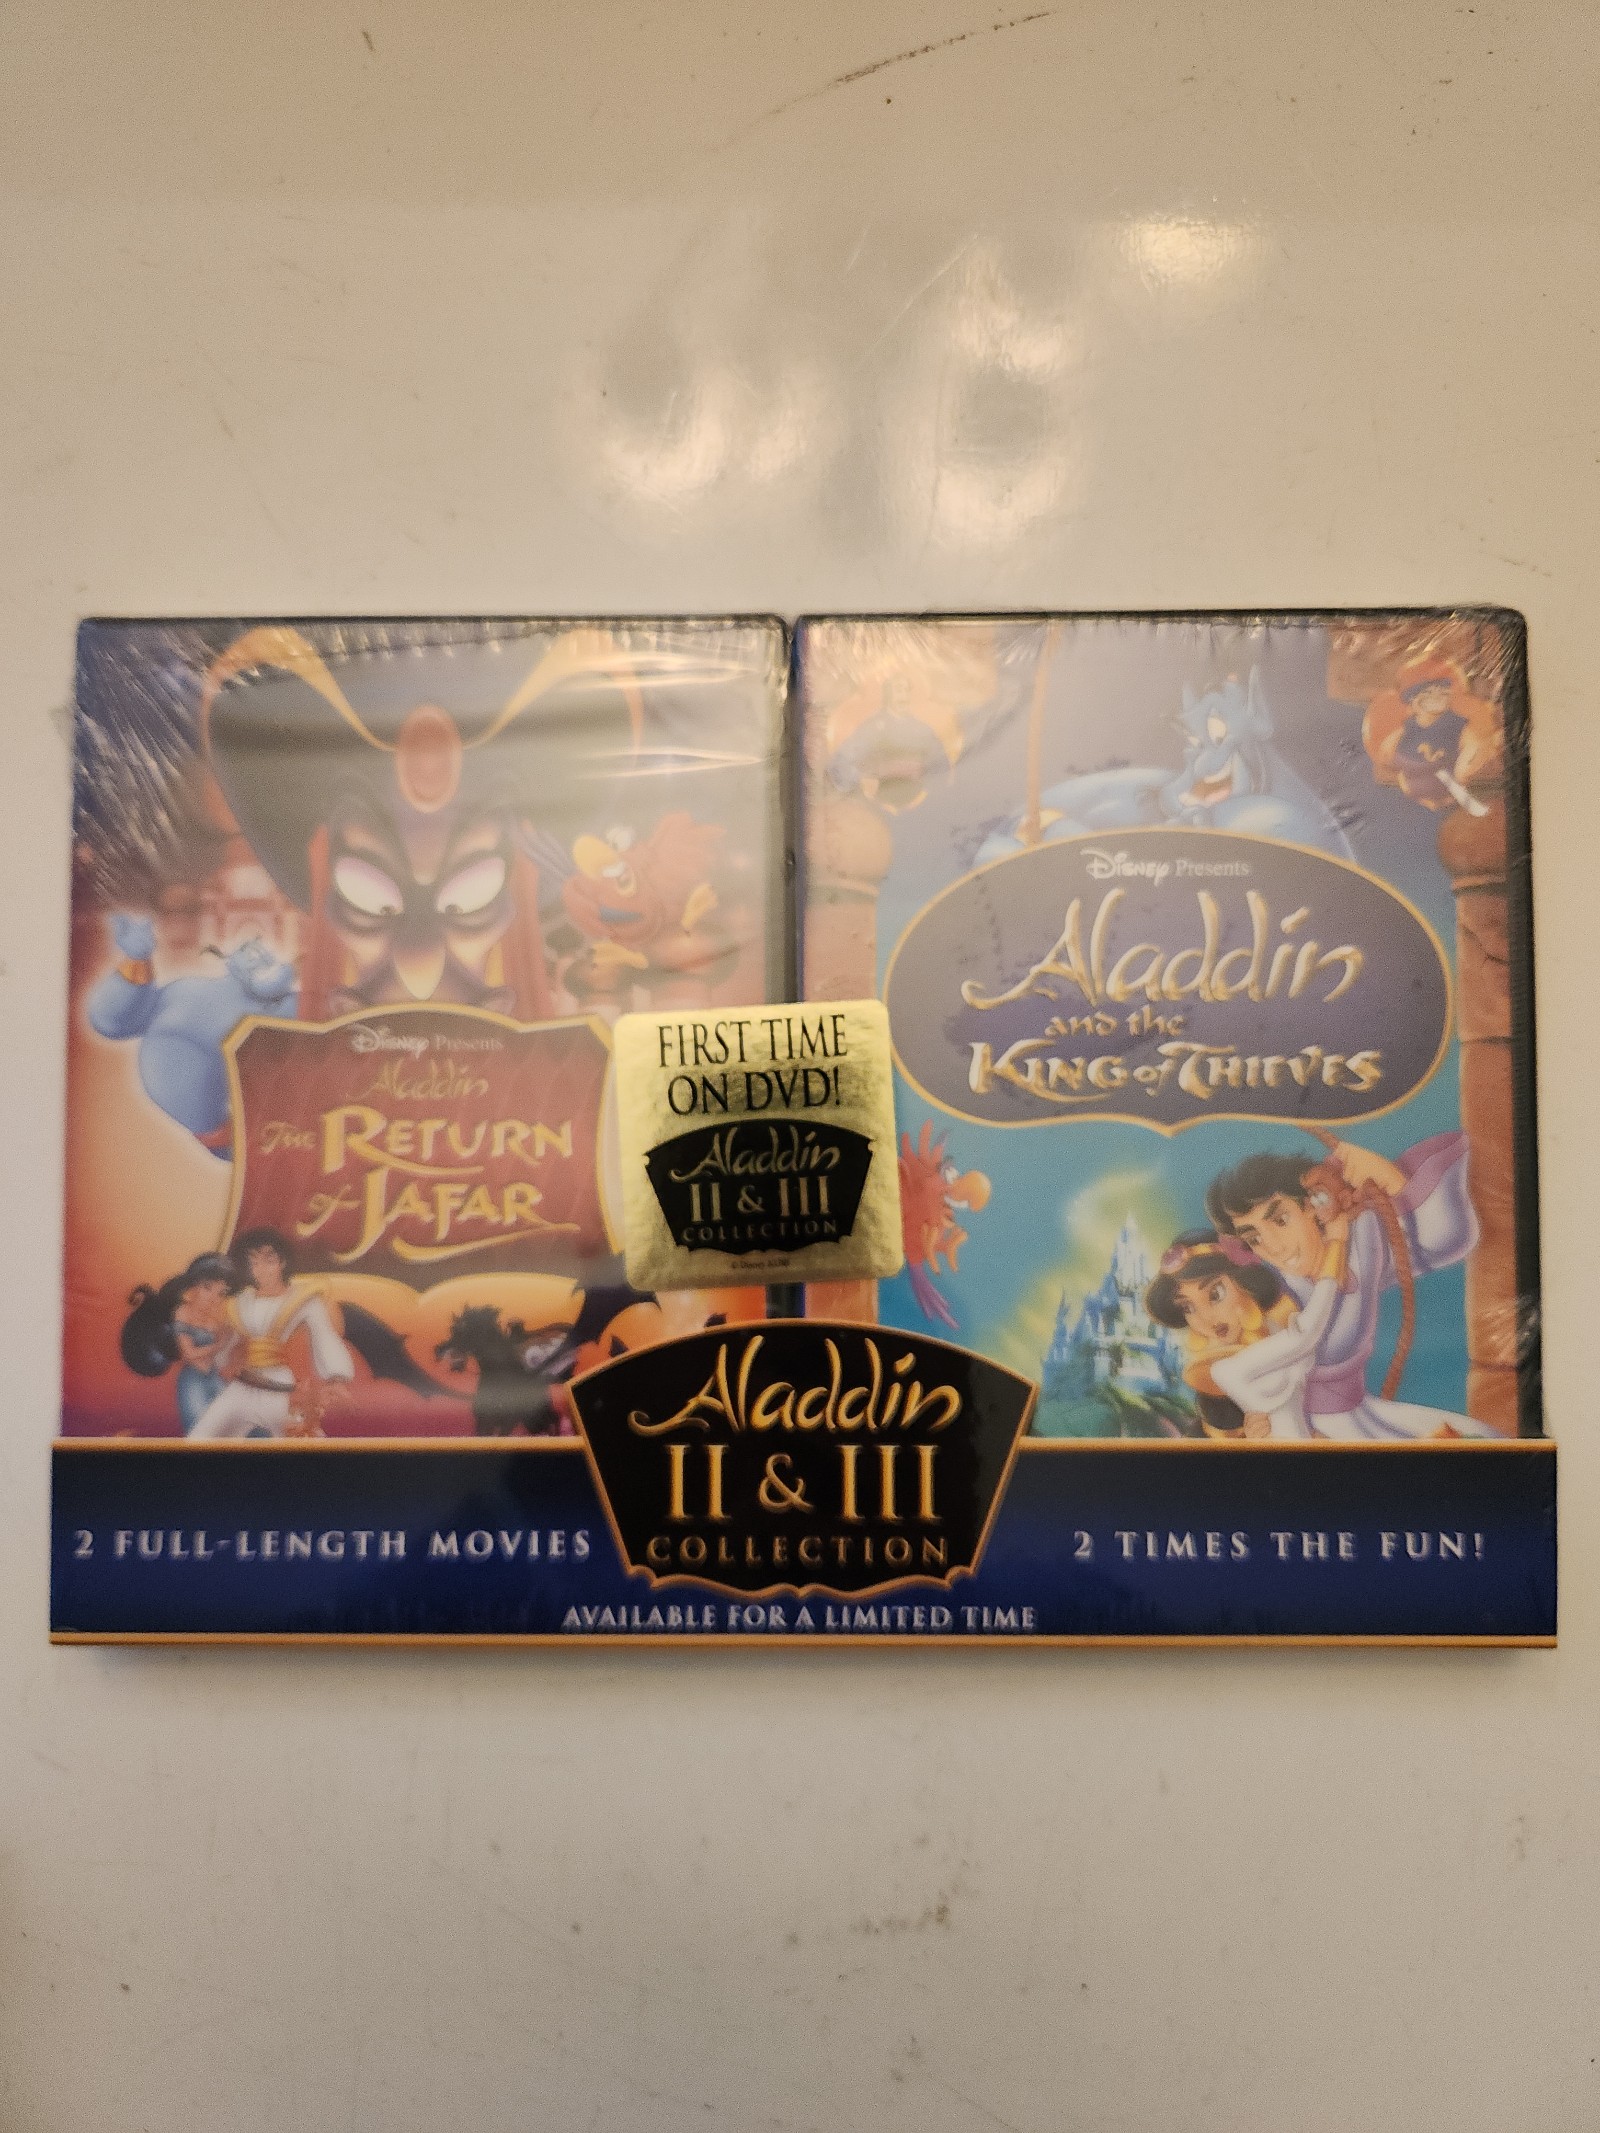 Disney Presents
Aladdin
THE RETURN
of JAFAR
FIRST TIME
ON DVD!
Aladdin
II & III
COLLECTION
Disney Presents
Aladdin
and the
KING of THIEVES
Aladdin
II & III
COLLECTION
2 FULL-LENGTH MOVIES
2 TIMES THE FUN!
AVAILABLE FOR A LIMITED TIME